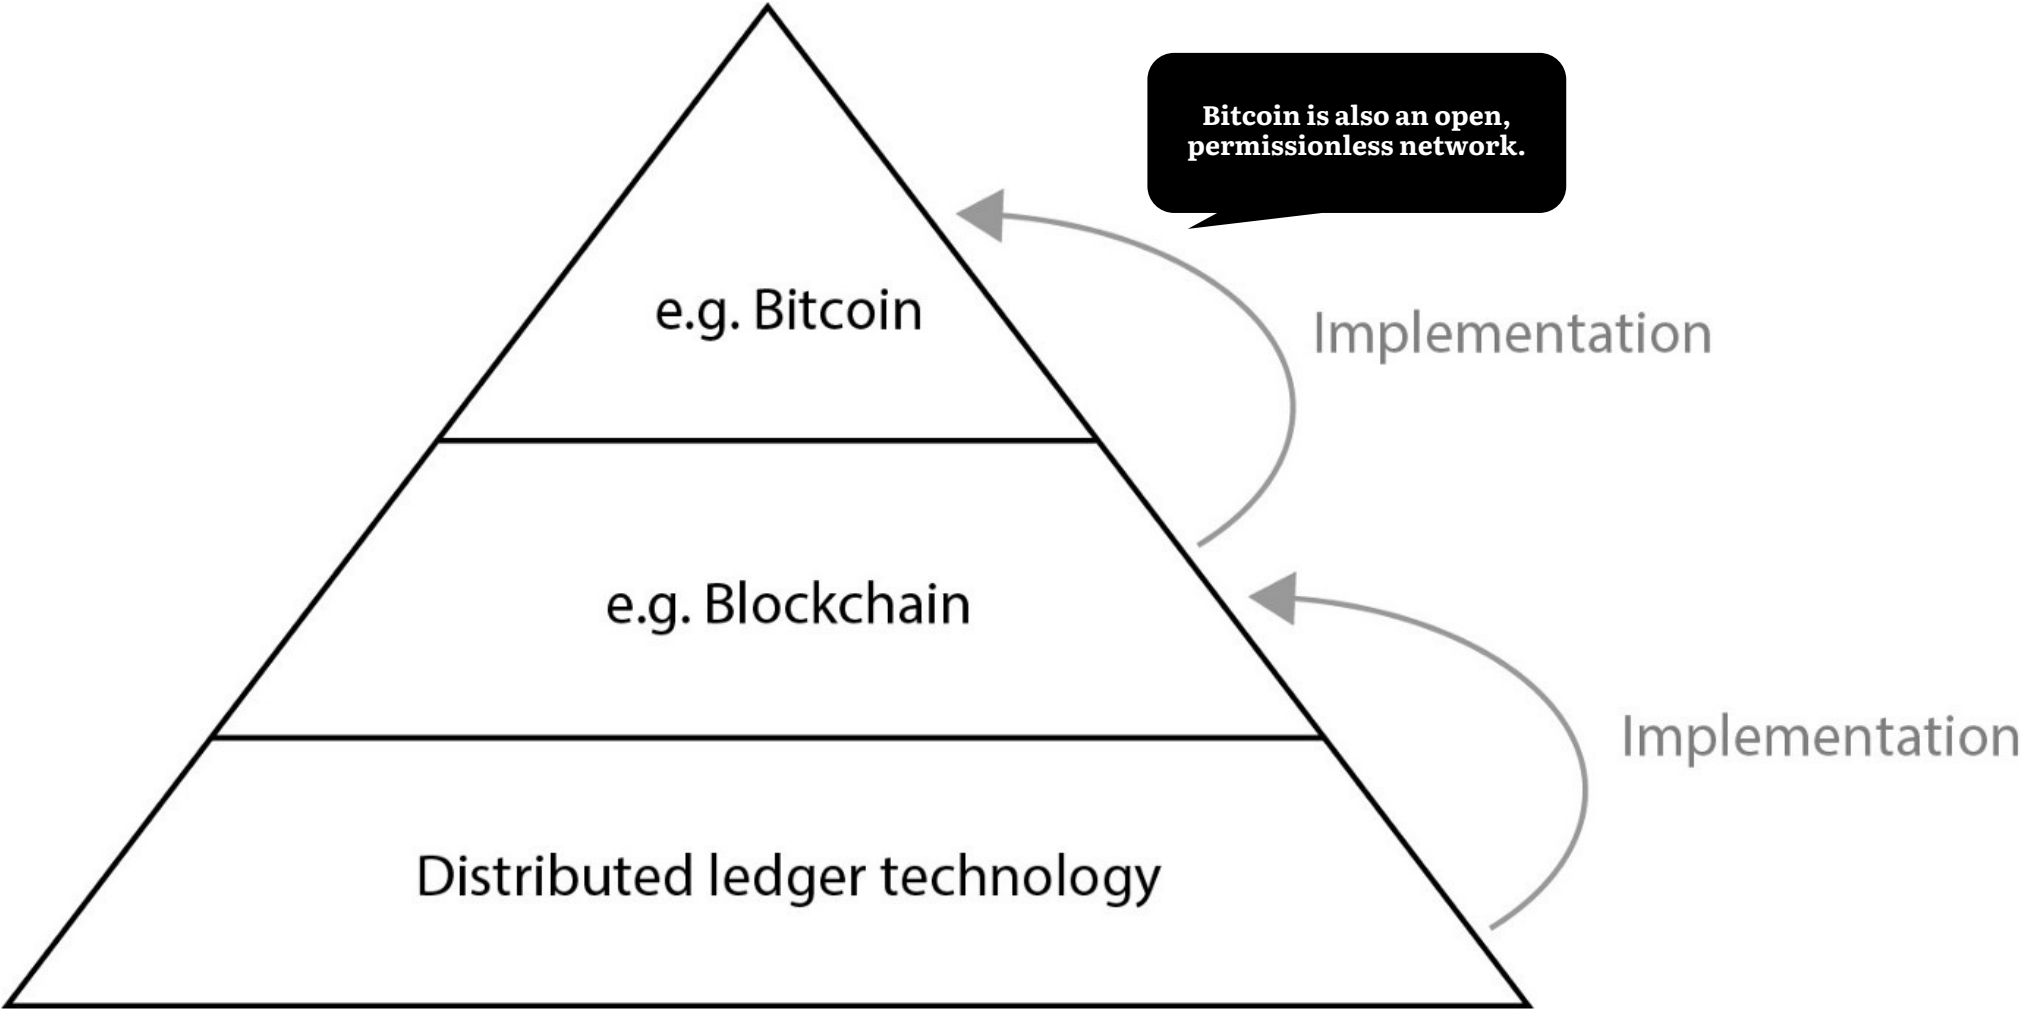 Bitcoin is also an open,
permissionless network.
e.g. Bitcoin
Implementation
e.g. Blockchain
Implementation
Distributed ledger technology